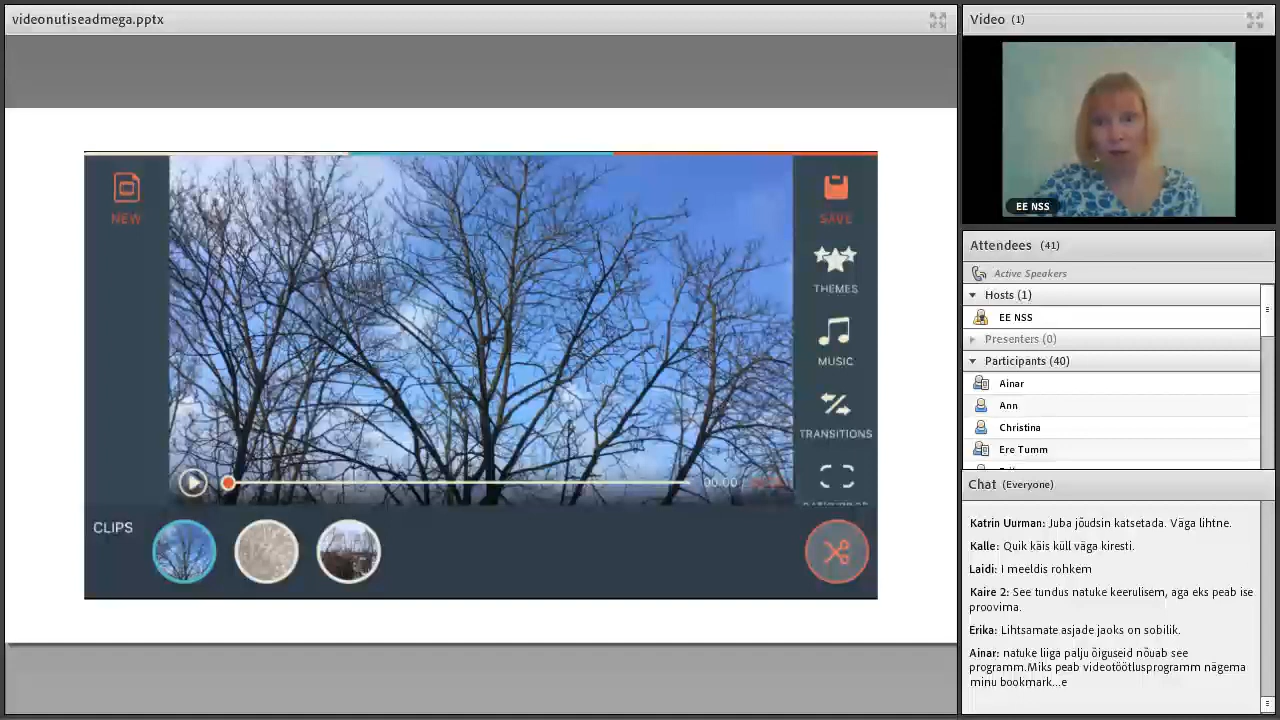 videonutiseadmega.pptx
NEW
SAVE
THEMES
MUSIC
TRANSITIONS
00:00
CLIPS
Video (1)
EE NSS
Attendees (41)
Active Speakers
Hosts (1)
EE NSS
Presenters (0)
Participants (40)
Ainar
Ann
Christina
Ere Tumm
Chat (Everyone)
Katrin Uurman: Juba jõudsin katsetada. Väga lihtne.
Kalle: Quik käis küll väga kiresti.
Laidi: I meeldis rohkem
Kaire 2: See tundus natuke keerulisem, aga eks peab ise
proovima.
Erika: Lihtsamate asjade jaoks on sobilik.
Ainar: natuke liiga palju õiguseid nõuab see
programm.Miks peab videotöötlusprogramm nägema
minu bookmark...e